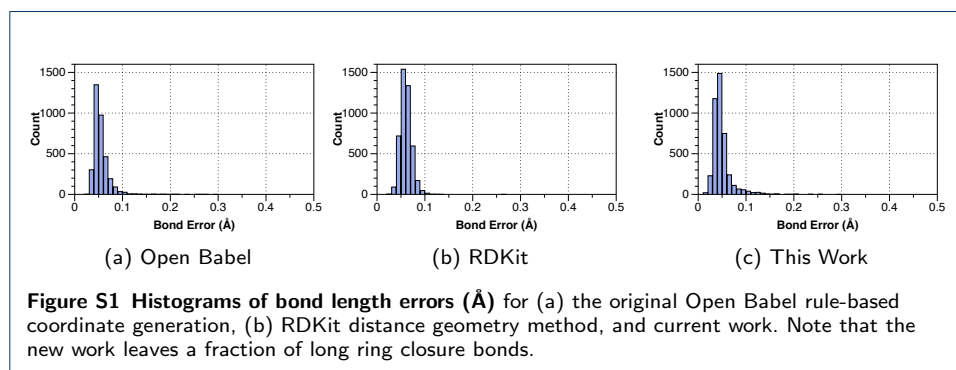 1500
1000
500
0
Count
0 0.1 0.2 0.3 0.4 0.5
Bond Error (Å)
(a) Open Babel
1500
1000
500
0
Count
0 0.1 0.2 0.3 0.4 0.5
Bond Error (Å)
(b) RDKit
1500
1000
500
0
Count
0 0.1 0.2 0.3 0.4 0.5
Bond Error (Å)
(c) This Work
Figure S1 Histograms of bond length errors (Å) for (a) the original Open Babel rule-based
coordinate generation, (b) RDKit distance geometry method, and current work. Note that the
new work leaves a fraction of long ring closure bonds.